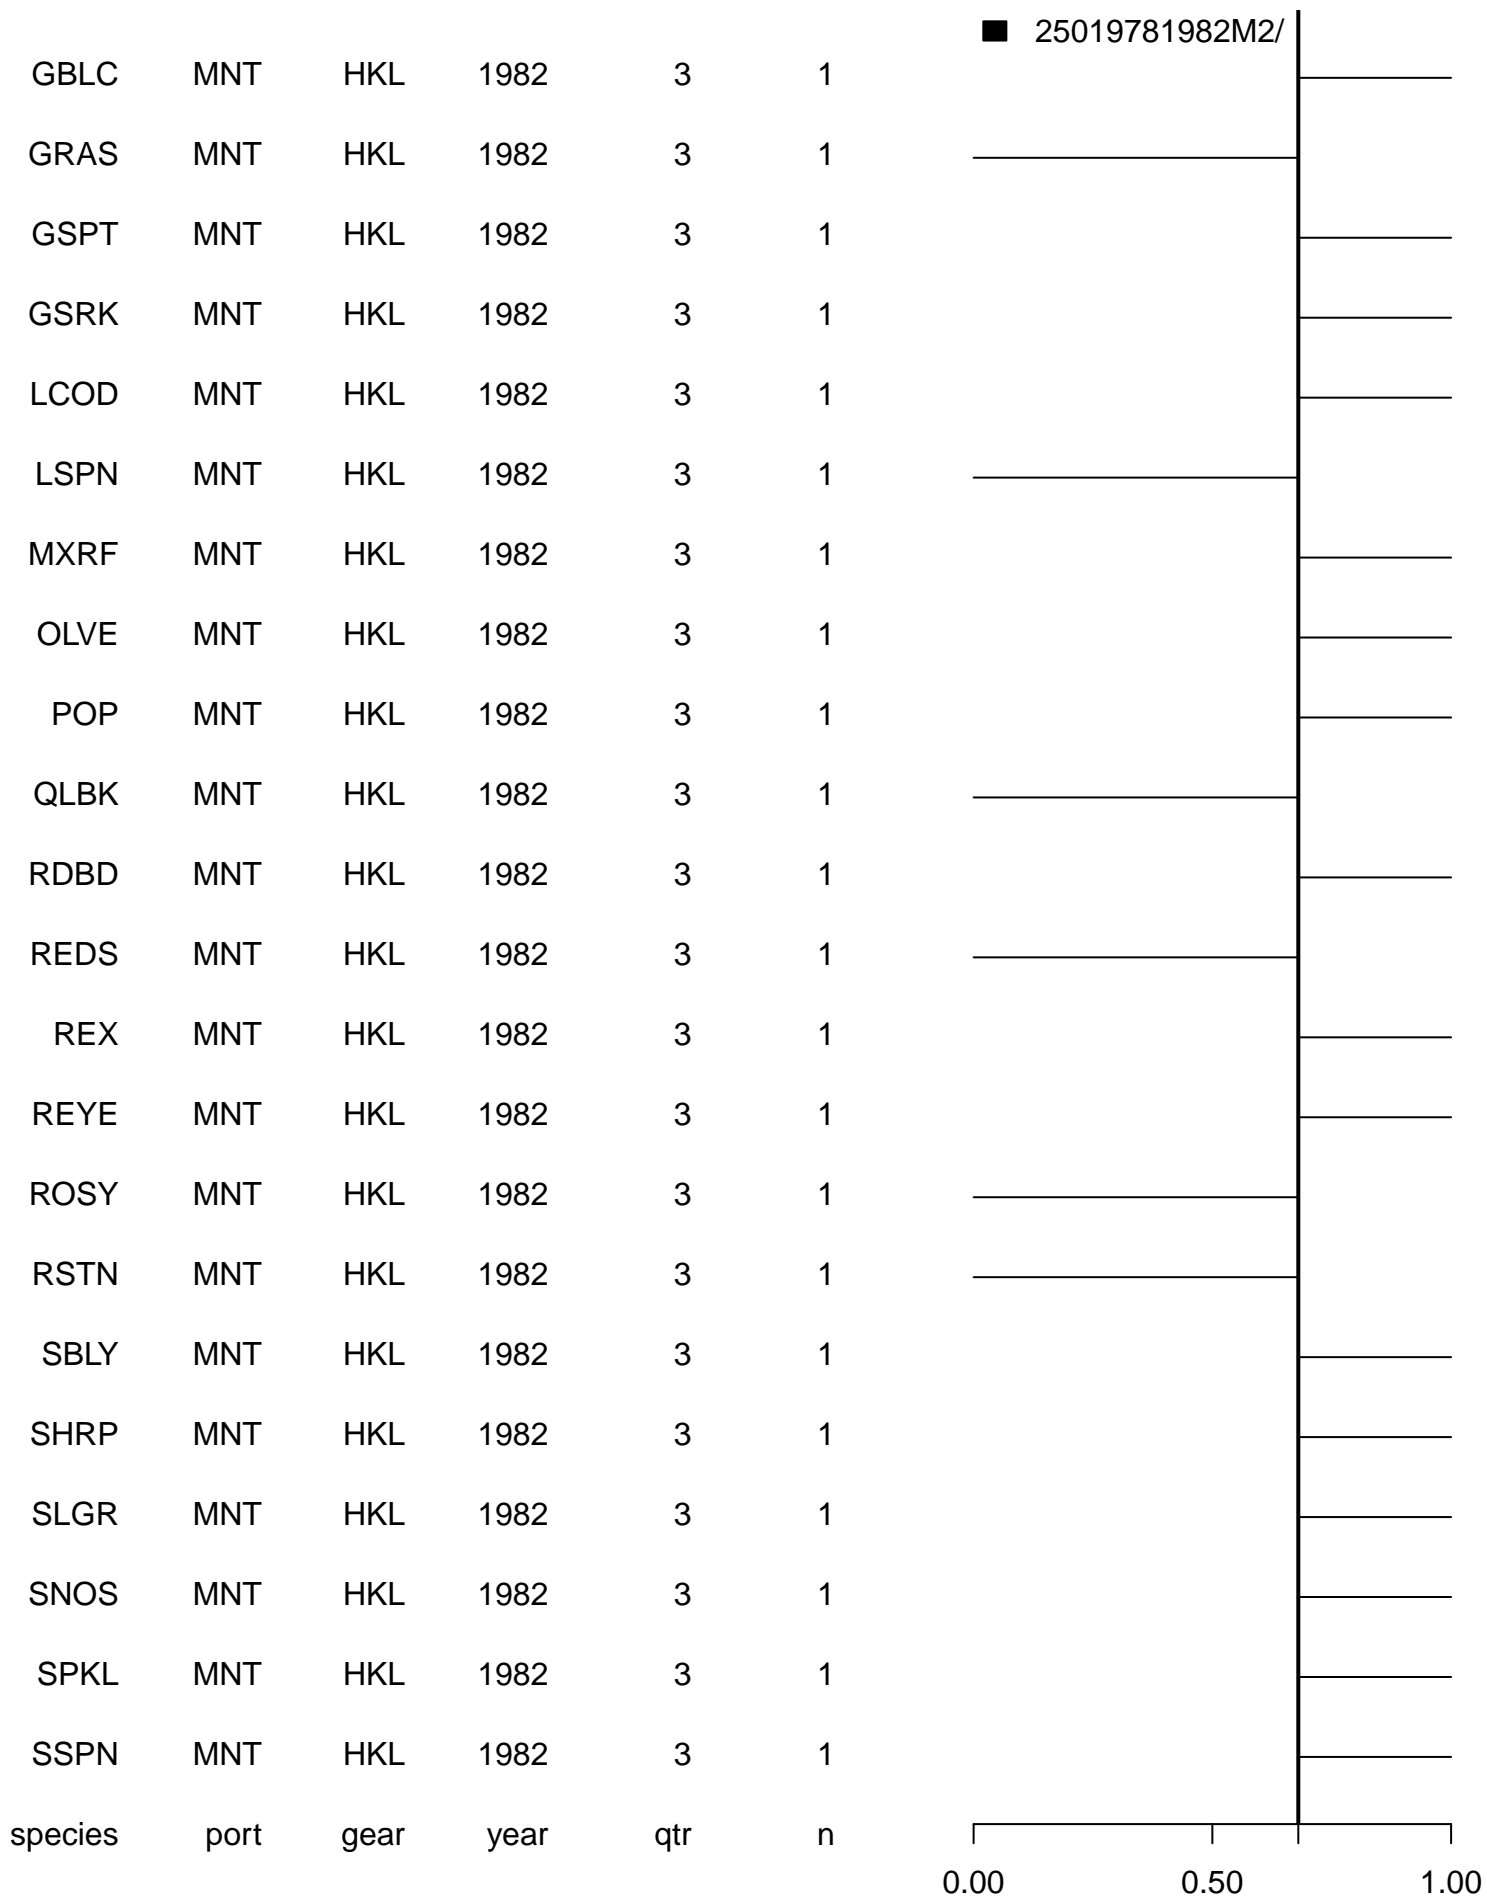 25019781982M2/
GBLC MNT HKL 1982 3 1
GRAS MNT HKL 1982 3 1
GSPT MNT HKL 1982 3 1
GSRK MNT HKL 1982 3 1
LCOD MNT HKL 1982 3 1
LSPN MNT HKL 1982 3 1
MXRF MNT HKL 1982 3 1
OLVE MNT HKL 1982 3 1
POP MNT HKL 1982 3 1
QLBK MNT HKL 1982 3 1
RDBD MNT HKL 1982 3 1
REDS MNT HKL 1982 3 1
REX MNT HKL 1982 3 1
REYE MNT HKL 1982 3 1
ROSY MNT HKL 1982 3 1
RSTN MNT HKL 1982 3 1
SBLY MNT HKL 1982 3 1
SHRP MNT HKL 1982 3 1
SLGR MNT HKL 1982 3 1
SNOS MNT HKL 1982 3 1
SPKL MNT HKL 1982 3 1
SSPN MNT HKL 1982 3 1
species port gear year qtr n
0.00 0.50 1.00